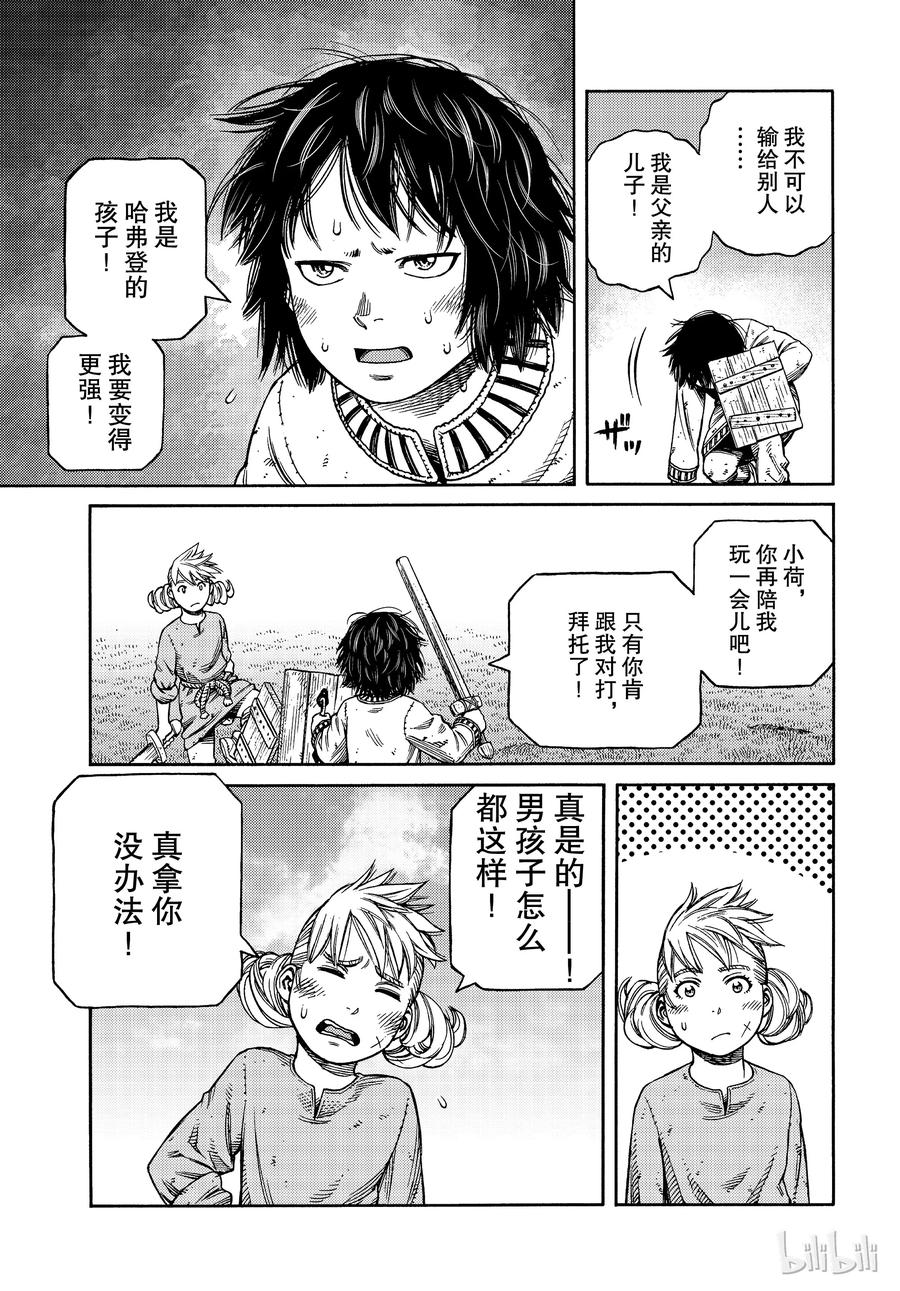 我不可以
输给别人
……
我是父亲的
儿子！
ザッ
我是
哈弗登的
孩子！
我要变得
更强！
小荷，
你再陪我
玩一会儿吧！
只有你肯
跟我对打，
拜托了！
真是的——！
男孩子怎么
都这样！
真拿你
没办法！
bilibili